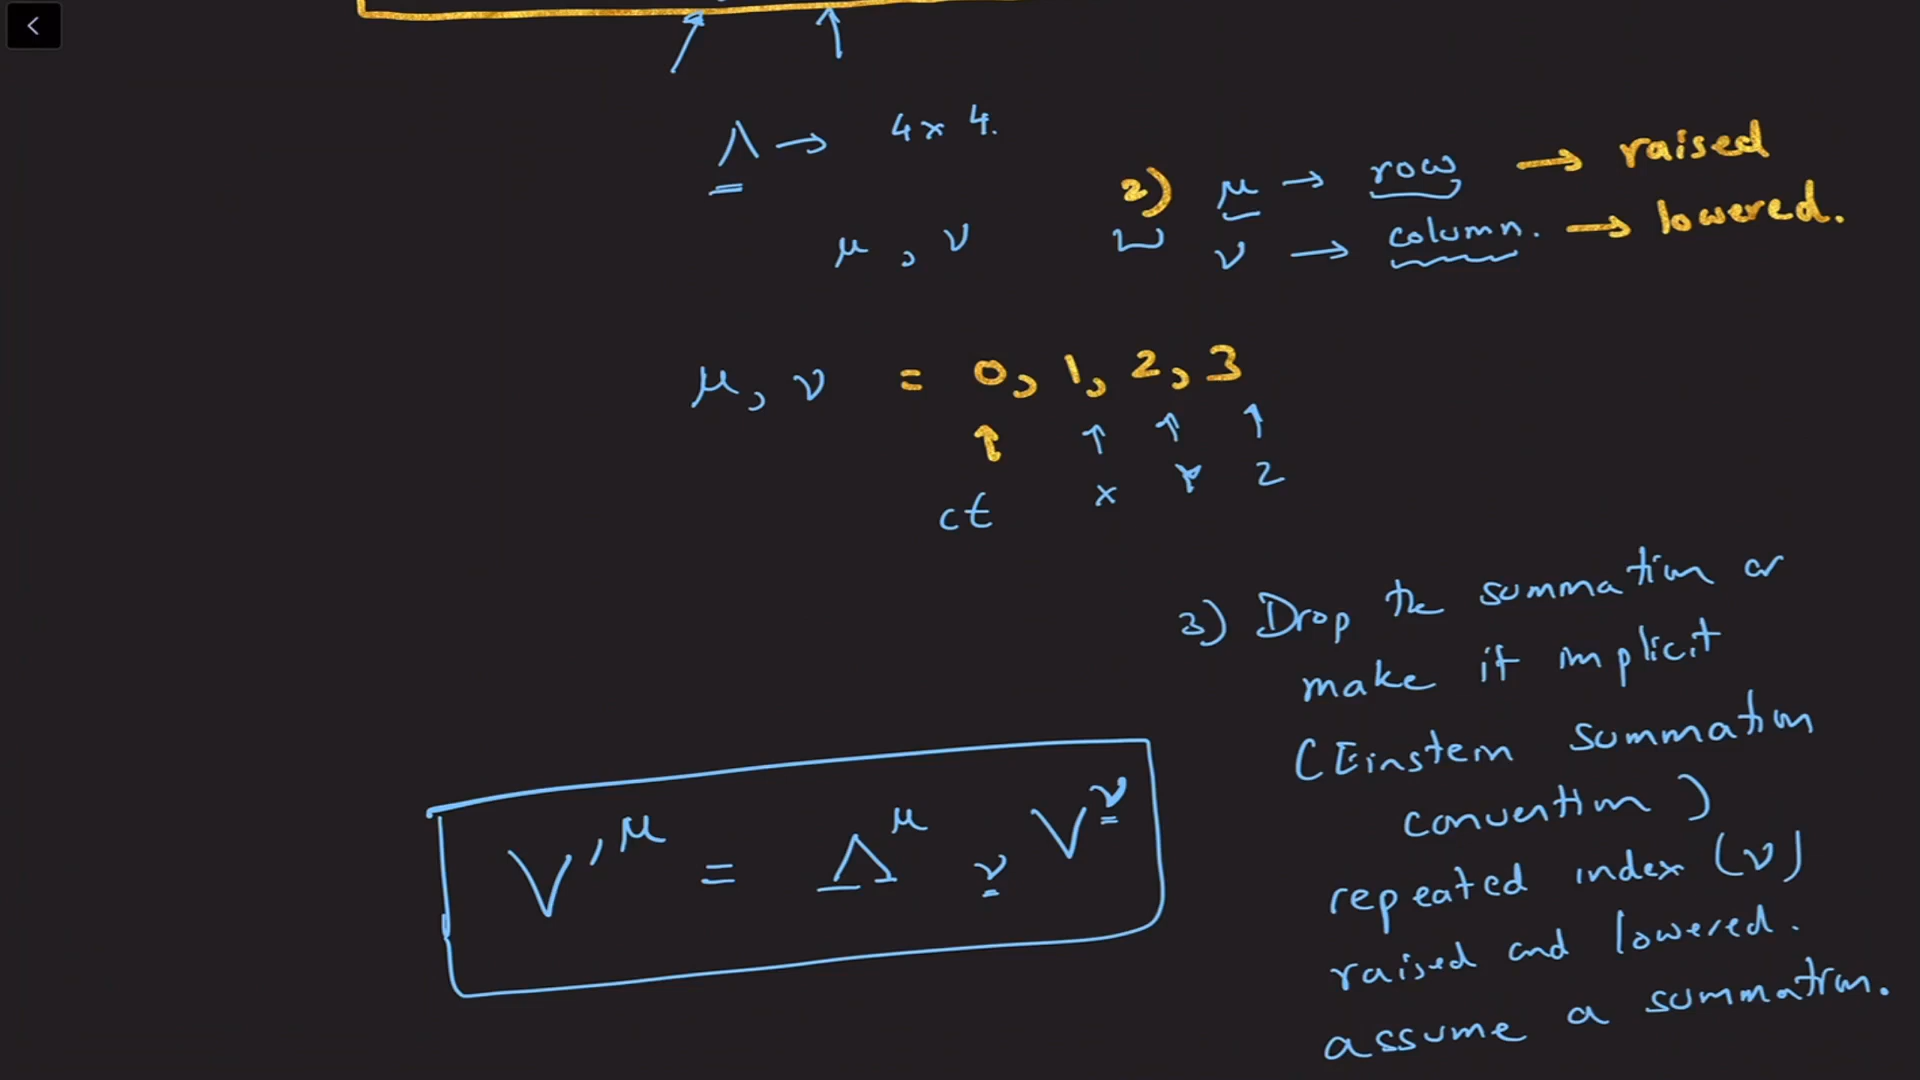 Λ → 4 x 4.
2) μ → row → raised
μ , ν
ν → column. → lowered.
μ, ν = 0, 1, 2, 3
ct x y z
3) Drop the summation or
make it implicit
(Einstein summation
convention)
V'^μ = Λ^μ_ν V^ν
repeated index (ν)
raised and lowered.
assume a summation.